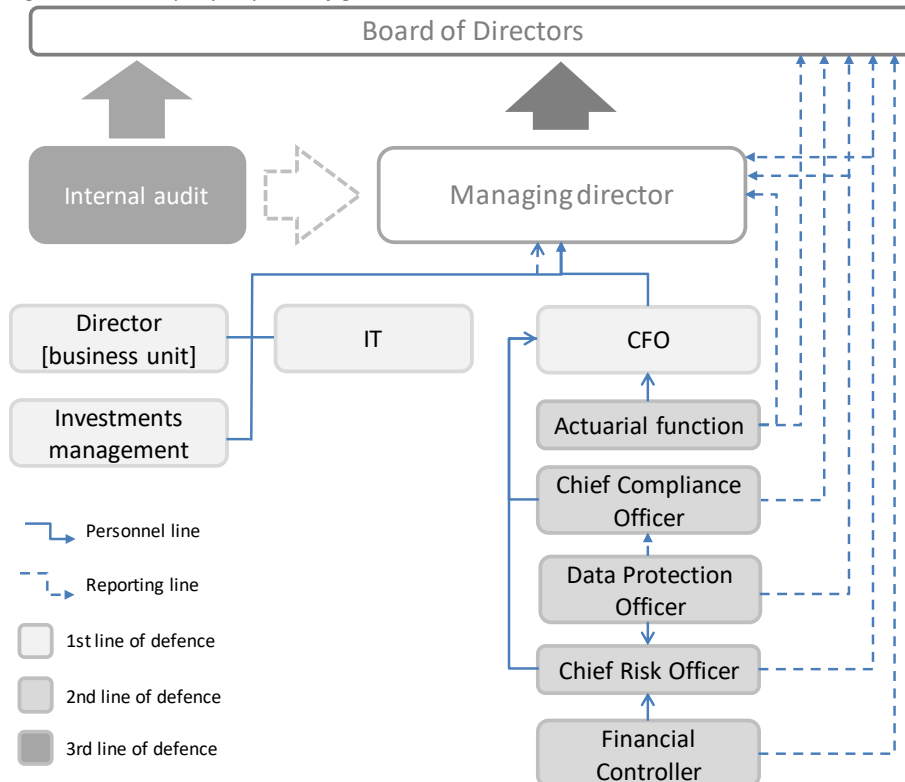 Board of Directors
Internal audit
Managing director
Director
[business unit]
IT
CFO
Investments
management
Actuarial function
Chief Compliance
Officer
Personnel line
Data Protection
Officer
Reporting line
1st line of defence
Chief Risk Officer
2nd line of defence
Financial
Controller
3rd line of defence